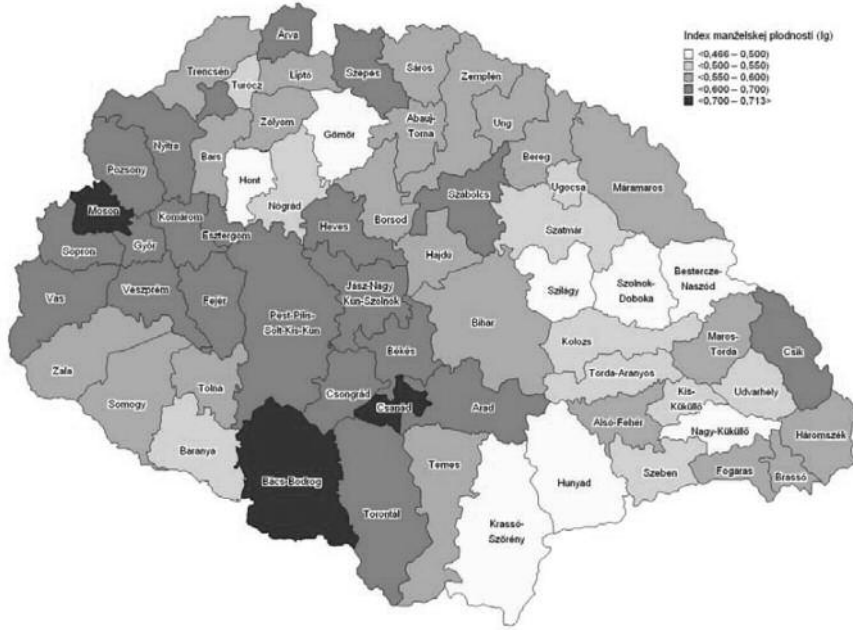 Index manželskej plodnosti (Ig)
<0,466 – 0,500)
<0,500 – 0,550)
<0,550 – 0,600)
<0,600 – 0,700)
<0,700 – 0,713>
Árva
Trencsén
Turócz
Liptó
Szepes
Sáros
Zemplén
Nyitra
Bars
Zólyom
Gömör
Abauj-
Torna
Ung
Bereg
Pozsony
Hont
Nógrád
Borsod
Szabolcs
Ugocsa
Máramaros
Moson
Komárom
Esztergom
Heves
Szatmár
Sopron
Győr
Hajdú
Szilágy
Szolnok-
Doboka
Besztercze-
Naszód
Vas
Veszprém
Fejér
Pest-Pilis-
Solt-Kis-Kun
Jász-Nagy
Kún-Szolnok
Bihar
Kolozs
Maros-
Torda
Csik
Zala
Somogy
Tolna
Békés
Csongrád
Torda-Aranyos
Kis-
Küküllő
Udvarhely
Csanád
Arad
Alsó-Fehér
Nagy-Küküllő
Háromszék
Baranya
Bács-Bodrog
Torontál
Temes
Hunyad
Szeben
Fogaras
Brassó
Krassó-
Szörény